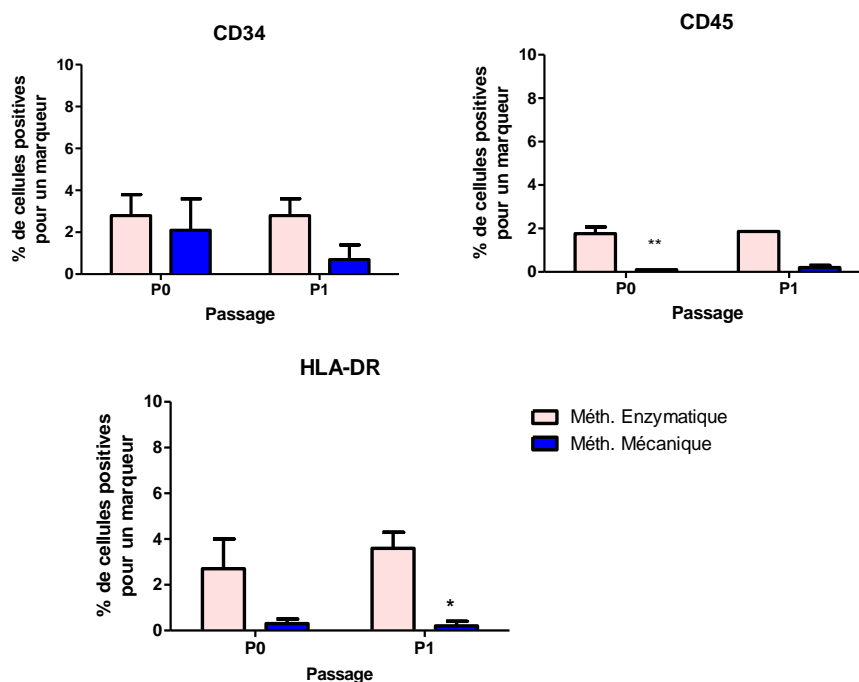 CD34
% de cellules positives
pour un marqueur
10
8
6
4
2
0
P0
P1
Passage
CD45
% de cellules positives
pour un marqueur
10
8
6
4
2
0
**
P0
P1
Passage
HLA-DR
% de cellules positives
pour un marqueur
10
8
6
4
2
0
*
P0
P1
Passage
Méth. Enzymatique
Méth. Mécanique